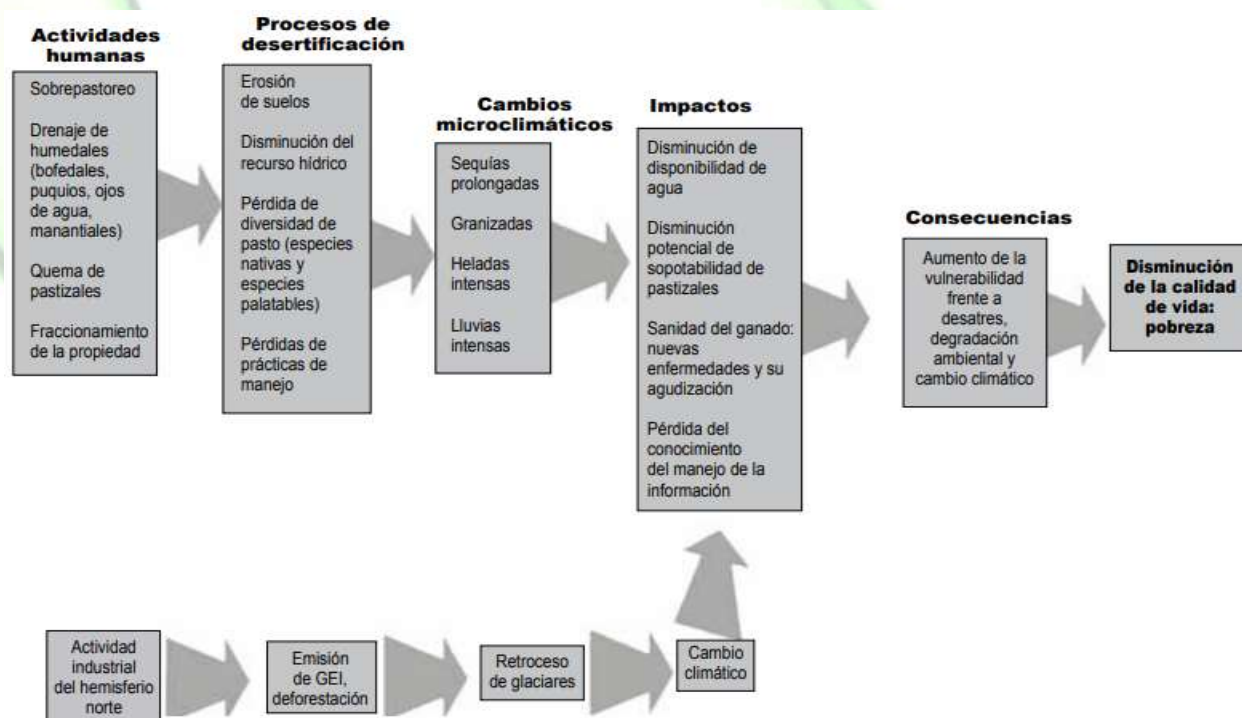 Actividades
humanas
Sobrepastoreo
Drenaje de
humedales
(bofedales,
puquios, ojos
de agua,
manantiales)
Quema de
pastizales
Fraccionamiento
de la propiedad
Procesos de
desertificación
Erosión
de suelos
Disminución del
recurso hídrico
Pérdida de
diversidad de
pasto (especies
nativas y
especies
palatables)
Pérdidas de
prácticas de
manejo
Cambios
microclimáticos
Sequías
prolongadas
Granizadas
Heladas
intensas
Lluvias
intensas
Impactos
Disminución de
disponibilidad de
agua
Disminución
potencial de
sopotabilidad de
pastizales
Sanidad del ganado:
nuevas
enfermedades y su
agudización
Pérdida del
conocimiento
del manejo de la
información
Consecuencias
Aumento de la
vulnerabilidad
frente a
desatres,
degradación
ambiental y
cambio climático
Disminución
de la calidad
de vida:
pobreza
Actividad
industrial
del hemisferio
norte
Emisión
de GEI,
deforestación
Retroceso
de glaciares
Cambio
climático